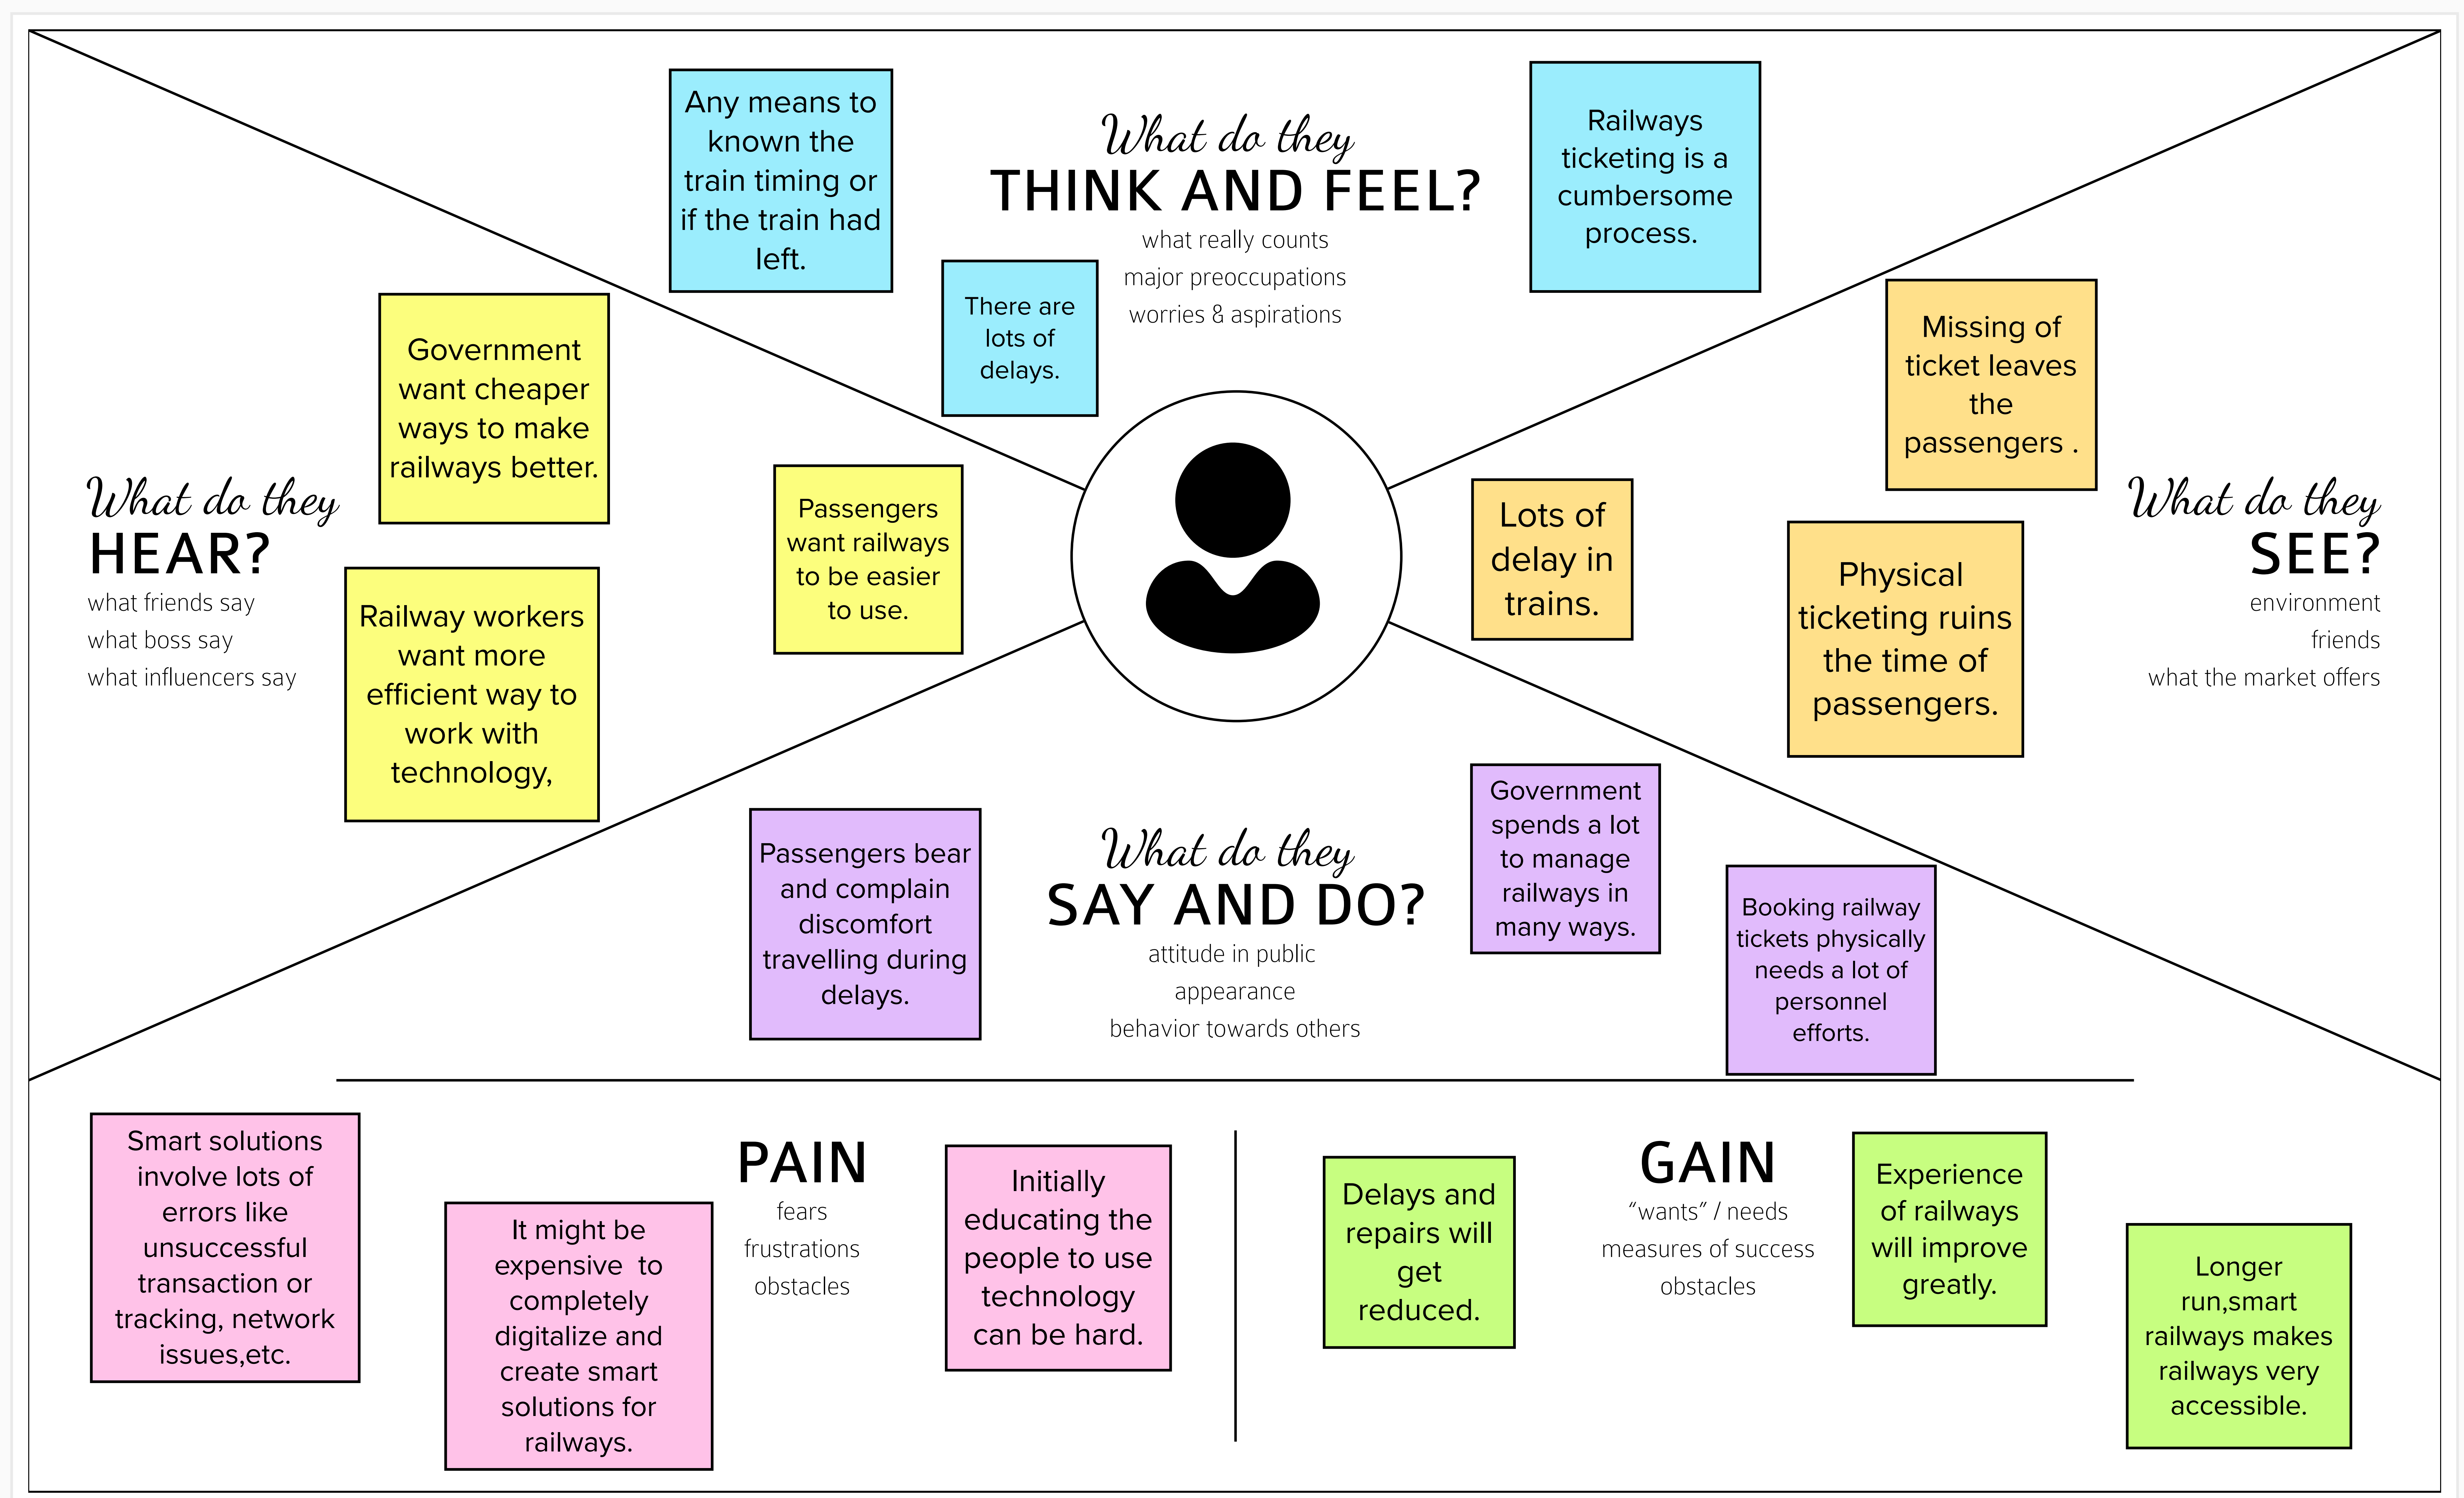 Any means to
known the
train timing or
if the train had
left.
What do they
THINK AND FEEL?
what really counts
major preoccupations
worries & aspirations
There are
lots of
delays.
Railways
ticketing is a
cumbersome
process.
What do they
HEAR?
what friends say
what boss say
what influencers say
Government
want cheaper
ways to make
railways better.
Railway workers
want more
efficient way to
work with
technology,
Passengers
want railways
to be easier
to use.
Lots of
delay in
trains.
Missing of
ticket leaves
the
passengers .
Physical
ticketing ruins
the time of
passengers.
What do they
SEE?
environment
friends
what the market offers
Passengers bear
and complain
discomfort
travelling during
delays.
What do they
SAY AND DO?
attitude in public
appearance
behavior towards others
Government
spends a lot
to manage
railways in
many ways.
Booking railway
tickets physically
needs a lot of
personnel
efforts.
Smart solutions
involve lots of
errors like
unsuccessful
transaction or
tracking, network
issues,etc.
It might be
expensive  to
completely
digitalize and
create smart
solutions for
railways.
PAIN
fears
frustrations
obstacles
Initially
educating the
people to use
technology
can be hard.
Delays and
repairs will
get
reduced.
GAIN
“wants” / needs
measures of success
obstacles
Experience
of railways
will improve
greatly.
Longer
run,smart
railways makes
railways very
accessible.